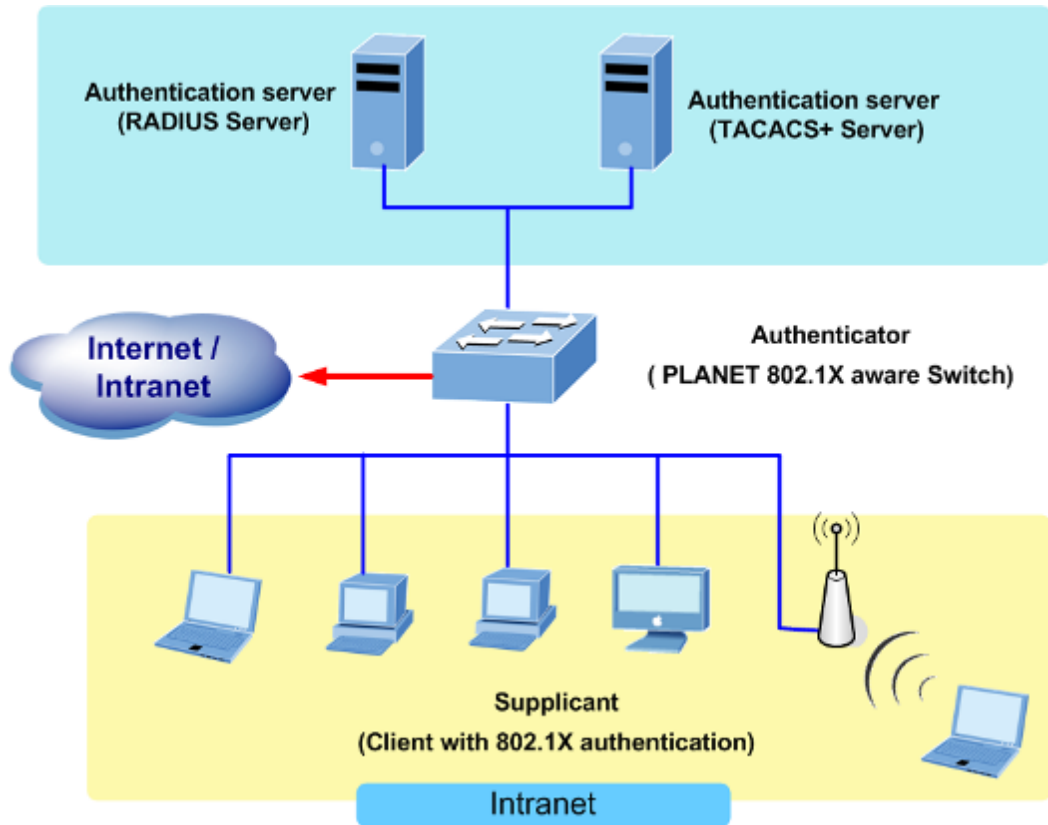 Authentication server
(RADIUS Server)
Authentication server
(TACACS+ Server)
Internet /
Intranet
Authenticator
( PLANET 802.1X aware Switch)
Supplicant
(Client with 802.1X authentication)
Intranet